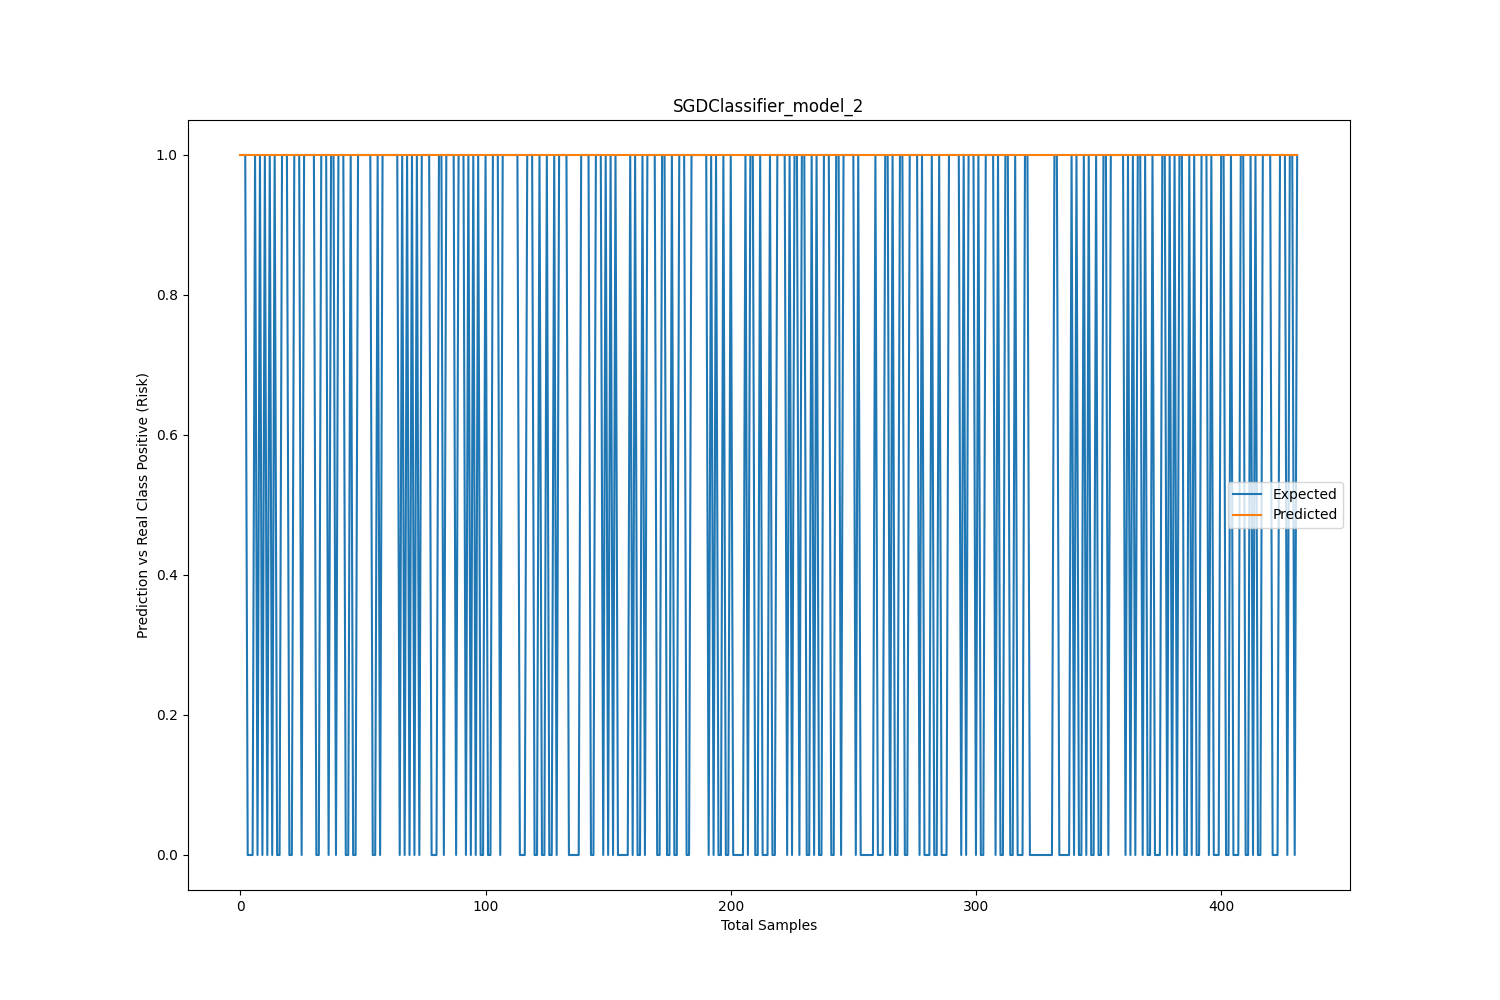 SGDClassifier_model_2
Prediction vs Real Class Positive (Risk)
1.0
0.8
0.6
0.4
0.2
0.0
Expected
Predicted
0 100 200 300 400
Total Samples